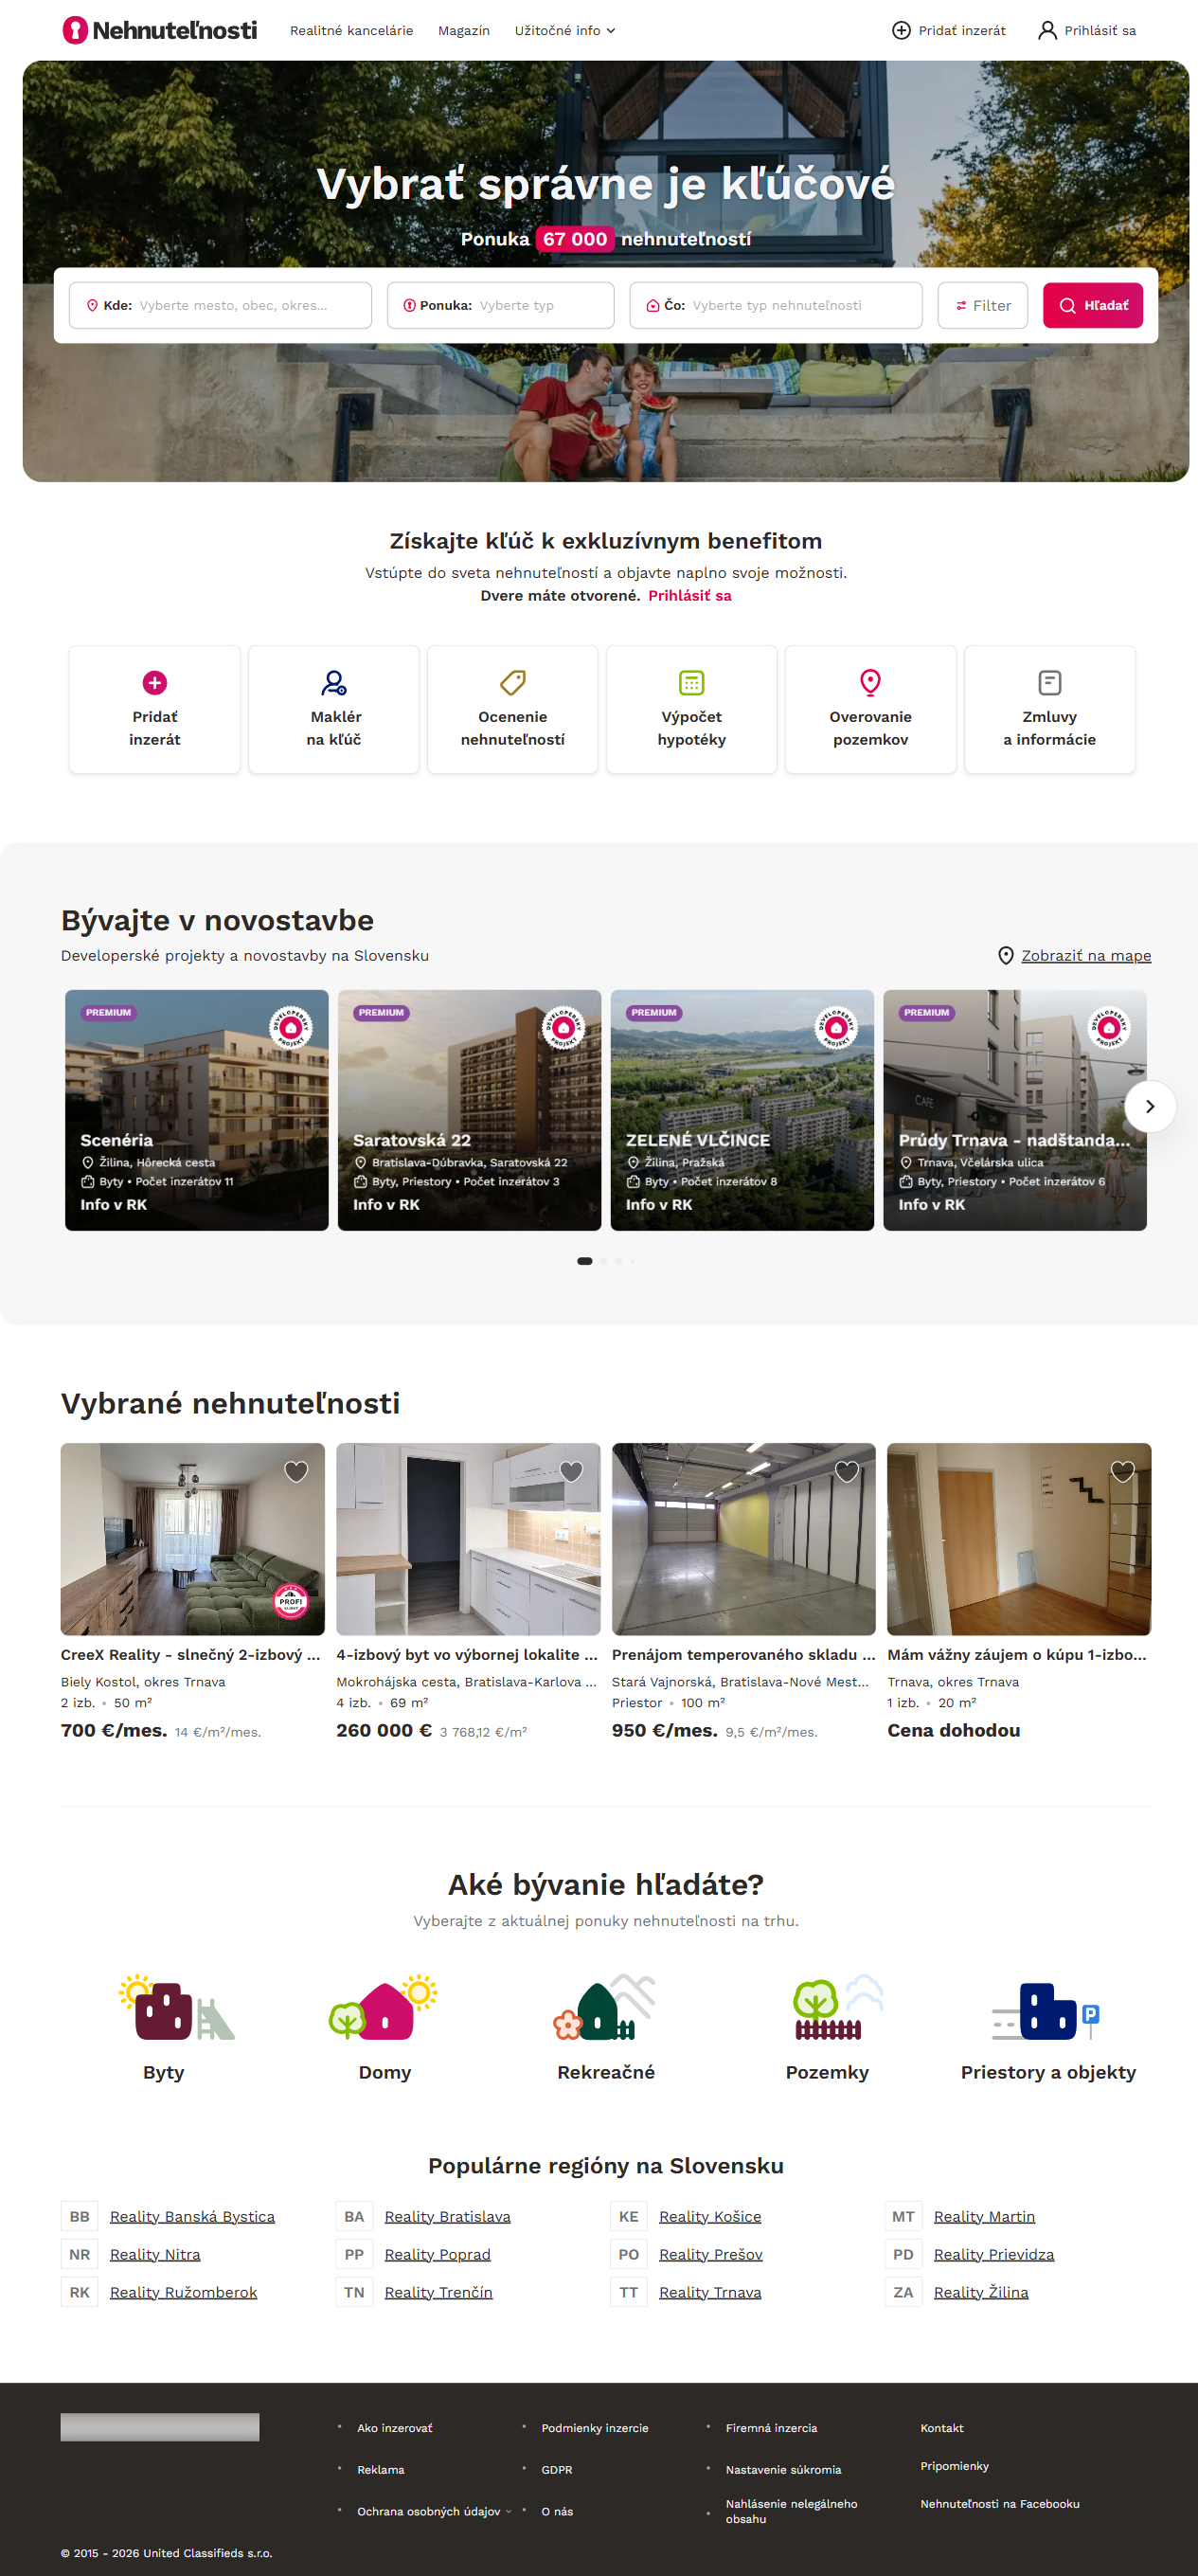 Nehnuteľnosti
Realitné kancelárie
Magazín
Užitočné info
Pridať inzerát
Prihlásiť sa
Vybrať správne je kľúčové
Ponuka 67 000 nehnuteľností
Kde: Vyberte mesto, obec, okres...
Ponuka: Vyberte typ
Čo: Vyberte typ nehnuteľnosti
Filter
Hľadať
Získajte kľúč k exkluzívnym benefitom
Vstúpte do sveta nehnuteľností a objavte naplno svoje možnosti.
Dvere máte otvorené. Prihlásiť sa
Pridať
inzerát
Maklér
na kľúč
Ocenenie
nehnuteľností
Výpočet
hypotéky
Overovanie
pozemkov
Zmluvy
a informácie
Bývajte v novostavbe
Developerské projekty a novostavby na Slovensku
Zobraziť na mape
PREMIUM
DEVELOPERSKÝ PROJEKT
Scenéria
Žilina, Hôrecká cesta
Byty • Počet inzerátov 11
Info v RK
PREMIUM
DEVELOPERSKÝ PROJEKT
Saratovská 22
Bratislava-Dúbravka, Saratovská 22
Byty, Priestory • Počet inzerátov 3
Info v RK
PREMIUM
DEVELOPERSKÝ PROJEKT
ZELENÉ VLČINCE
Žilina, Pražská
Byty • Počet inzerátov 8
Info v RK
PREMIUM
DEVELOPERSKÝ PROJEKT
CAFE
Prúdy Trnava - nadštanda...
Trnava, Včelárska ulica
Byty, Priestory • Počet inzerátov 6
Info v RK
Vybrané nehnuteľnosti
PROFI
KLIENT
CreeX Reality - slnečný 2-izbový ...
Biely Kostol, okres Trnava
2 izb. • 50 m²
700 €/mes. 14 €/m²/mes.
4-izbový byt vo výbornej lokalite ...
Mokrohájska cesta, Bratislava-Karlova ...
4 izb. • 69 m²
260 000 € 3 768,12 €/m²
Prenájom temperovaného skladu ...
Stará Vajnorská, Bratislava-Nové Mest...
Priestor • 100 m²
950 €/mes. 9,5 €/m²/mes.
Mám vážny záujem o kúpu 1-izbo...
Trnava, okres Trnava
1 izb. • 20 m²
Cena dohodou
Aké bývanie hľadáte?
Vyberajte z aktuálnej ponuky nehnuteľnosti na trhu.
Byty
Domy
Rekreačné
Pozemky
P
Priestory a objekty
Populárne regióny na Slovensku
BB Reality Banská Bystica
BA Reality Bratislava
KE Reality Košice
MT Reality Martin
NR Reality Nitra
PP Reality Poprad
PO Reality Prešov
PD Reality Prievidza
RK Reality Ružomberok
TN Reality Trenčín
TT Reality Trnava
ZA Reality Žilina
• Ako inzerovať
• Podmienky inzercie
• Firemná inzercia
Kontakt
• Reklama
• GDPR
• Nastavenie súkromia
Pripomienky
• Ochrana osobných údajov
• O nás
• Nahlásenie nelegálneho
obsahu
Nehnuteľnosti na Facebooku
© 2015 - 2026 United Classifieds s.r.o.